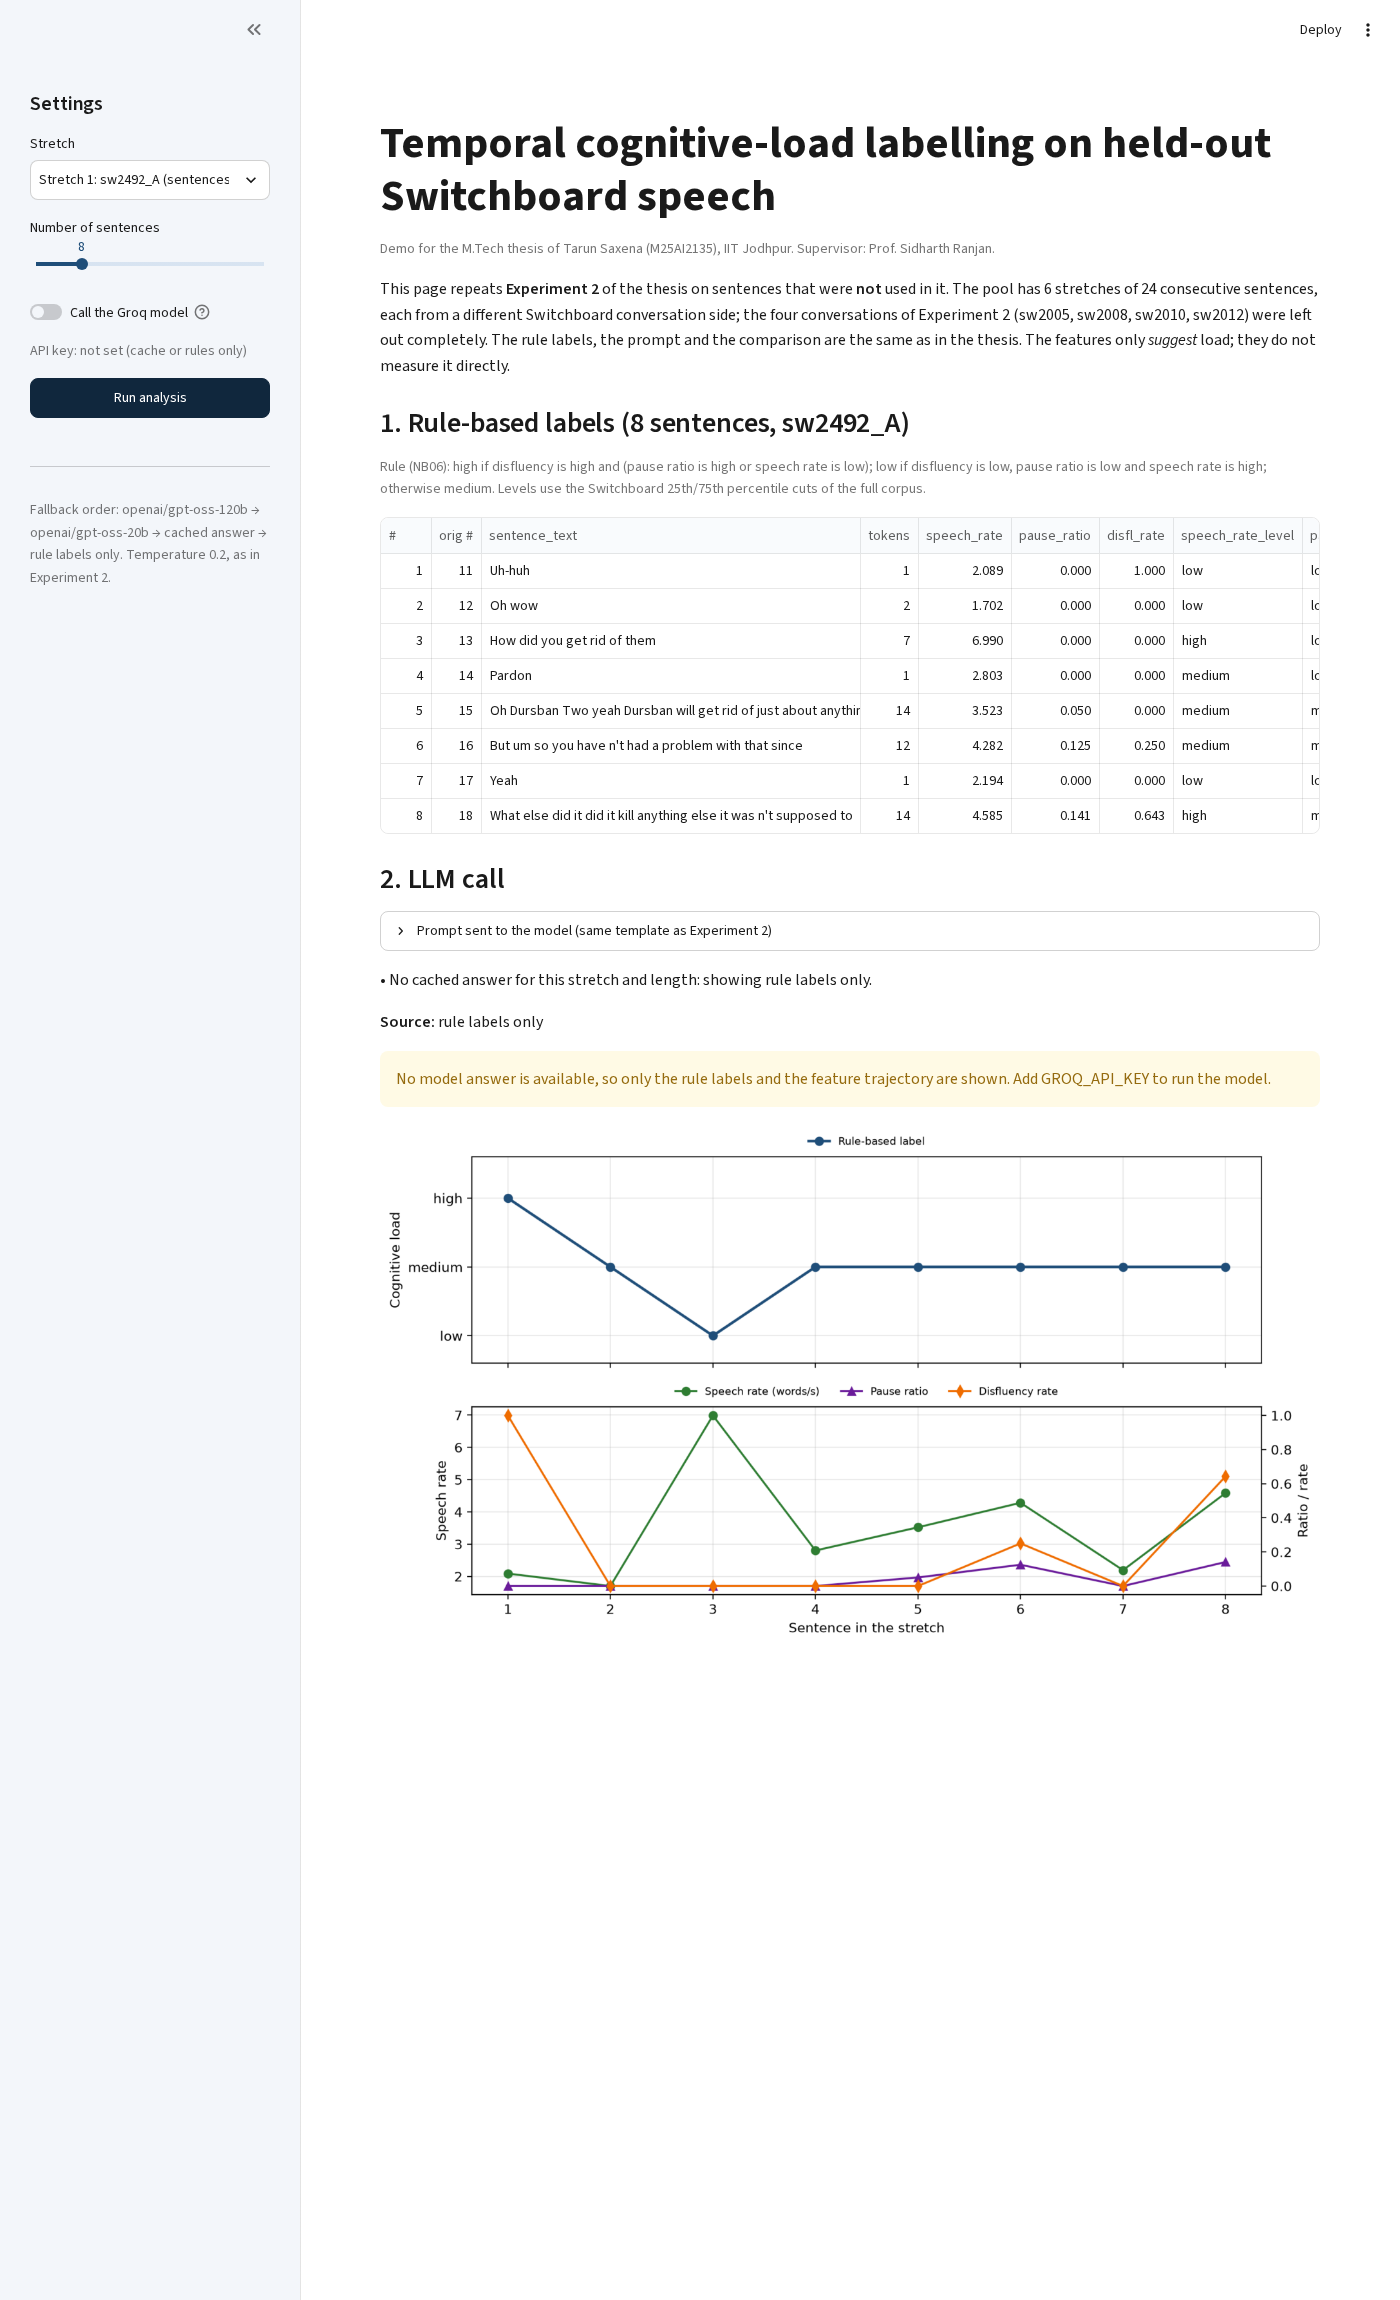 Deploy
Settings
Stretch
Stretch 1: sw2492_A (sentences
Number of sentences
8
Call the Groq model
API key: not set (cache or rules only)
Run analysis
Fallback order: openai/gpt-oss-120b →
openai/gpt-oss-20b → cached answer →
rule labels only. Temperature 0.2, as in
Experiment 2.
Temporal cognitive-load labelling on held-out
Switchboard speech
Demo for the M.Tech thesis of Tarun Saxena (M25AI2135), IIT Jodhpur. Supervisor: Prof. Sidharth Ranjan.
This page repeats Experiment 2 of the thesis on sentences that were not used in it. The pool has 6 stretches of 24 consecutive sentences,
each from a different Switchboard conversation side; the four conversations of Experiment 2 (sw2005, sw2008, sw2010, sw2012) were left
out completely. The rule labels, the prompt and the comparison are the same as in the thesis. The features only suggest load; they do not
measure it directly.
1. Rule-based labels (8 sentences, sw2492_A)
Rule (NB06): high if disfluency is high and (pause ratio is high or speech rate is low); low if disfluency is low, pause ratio is low and speech rate is high;
otherwise medium. Levels use the Switchboard 25th/75th percentile cuts of the full corpus.
# orig # sentence_text tokens speech_rate pause_ratio disfl_rate speech_rate_level
1 11 Uh-huh 1 2.089 0.000 1.000 low
2 12 Oh wow 2 1.702 0.000 0.000 low
3 13 How did you get rid of them 7 6.990 0.000 0.000 high
4 14 Pardon 1 2.803 0.000 0.000 medium
5 15 Oh Dursban Two yeah Dursban will get rid of just about 14 3.523 0.050 0.000 medium
6 16 But um so you have n't had a problem with that since 12 4.282 0.125 0.250 medium
7 17 Yeah 1 2.194 0.000 0.000 low
8 18 What else did it did it kill anything else it was n't supposed to 14 4.585 0.141 0.643 high
2. LLM call
Prompt sent to the model (same template as Experiment 2)
• No cached answer for this stretch and length: showing rule labels only.
Source: rule labels only
No model answer is available, so only the rule labels and the feature trajectory are shown. Add GROQ_API_KEY to run the model.
Rule-based label
Cognitive load
high
medium
low
Speech rate (words/s) Pause ratio Disfluency rate
Speech rate
7
6
5
4
3
2
1.0
0.8
0.6
0.4
0.2
0.0
Ratio / rate
1 2 3 4 5 6 7 8
Sentence in the stretch